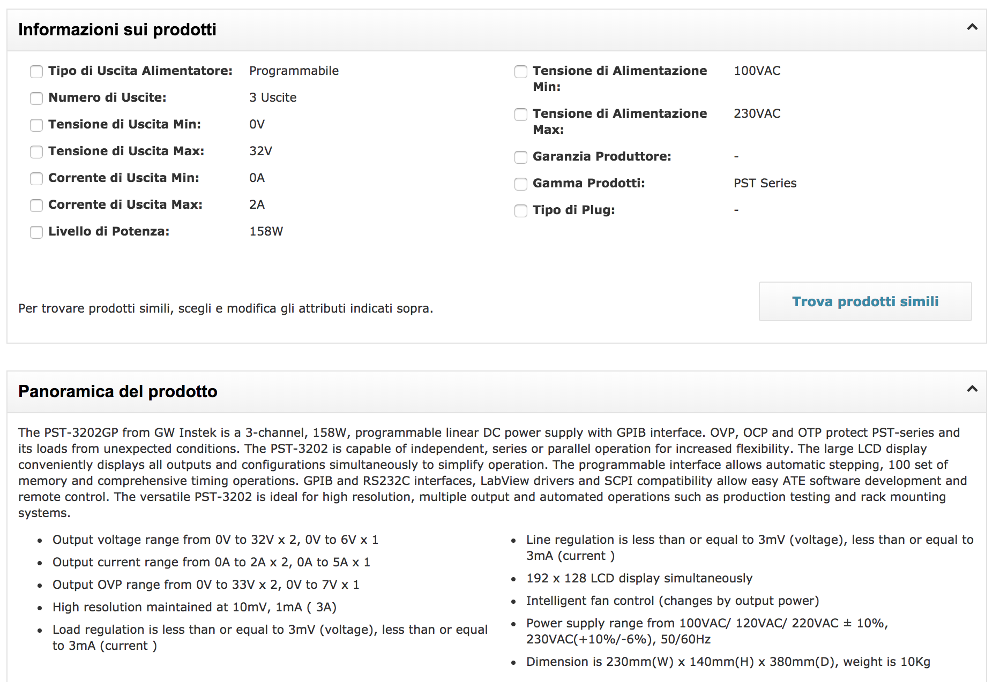 Informazioni sui prodotti
Tipo di Uscita Alimentatore: Programmabile
Numero di Uscite: 3 Uscite
Tensione di Uscita Min: 0V
Tensione di Uscita Max: 32V
Corrente di Uscita Min: 0A
Corrente di Uscita Max: 2A
Livello di Potenza: 158W
Tensione di Alimentazione 100VAC
Min:
Tensione di Alimentazione 230VAC
Max:
Garanzia Produttore: -
Gamma Prodotti: PST Series
Tipo di Plug: -
Per trovare prodotti simili, scegli e modifica gli attributi indicati sopra.
Trova prodotti simili
Panoramica del prodotto
The PST-3202GP from GW Instek is a 3-channel, 158W, programmable linear DC power supply with GPIB interface. OVP, OCP and OTP protect PST-series and
its loads from unexpected conditions. The PST-3202 is capable of independent, series or parallel operation for increased flexibility. The large LCD display
conveniently displays all outputs and configurations simultaneously to simplify operation. The programmable interface allows automatic stepping, 100 set of
memory and comprehensive timing operations. GPIB and RS232C interfaces, LabView drivers and SCPI compatibility allow easy ATE software development and
remote control. The versatile PST-3202 is ideal for high resolution, multiple output and automated operations such as production testing and rack mounting
systems.
• Output voltage range from 0V to 32V x 2, 0V to 6V x 1
• Output current range from 0A to 2A x 2, 0A to 5A x 1
• Output OVP range from 0V to 33V x 2, 0V to 7V x 1
• High resolution maintained at 10mV, 1mA ( 3A)
• Load regulation is less than or equal to 3mV (voltage), less than or equal
to 3mA (current )
• Line regulation is less than or equal to 3mV (voltage), less than or equal to
3mA (current )
• 192 x 128 LCD display simultaneously
• Intelligent fan control (changes by output power)
• Power supply range from 100VAC/ 120VAC/ 220VAC ± 10%,
230VAC(+10%/-6%), 50/60Hz
• Dimension is 230mm(W) x 140mm(H) x 380mm(D), weight is 10Kg